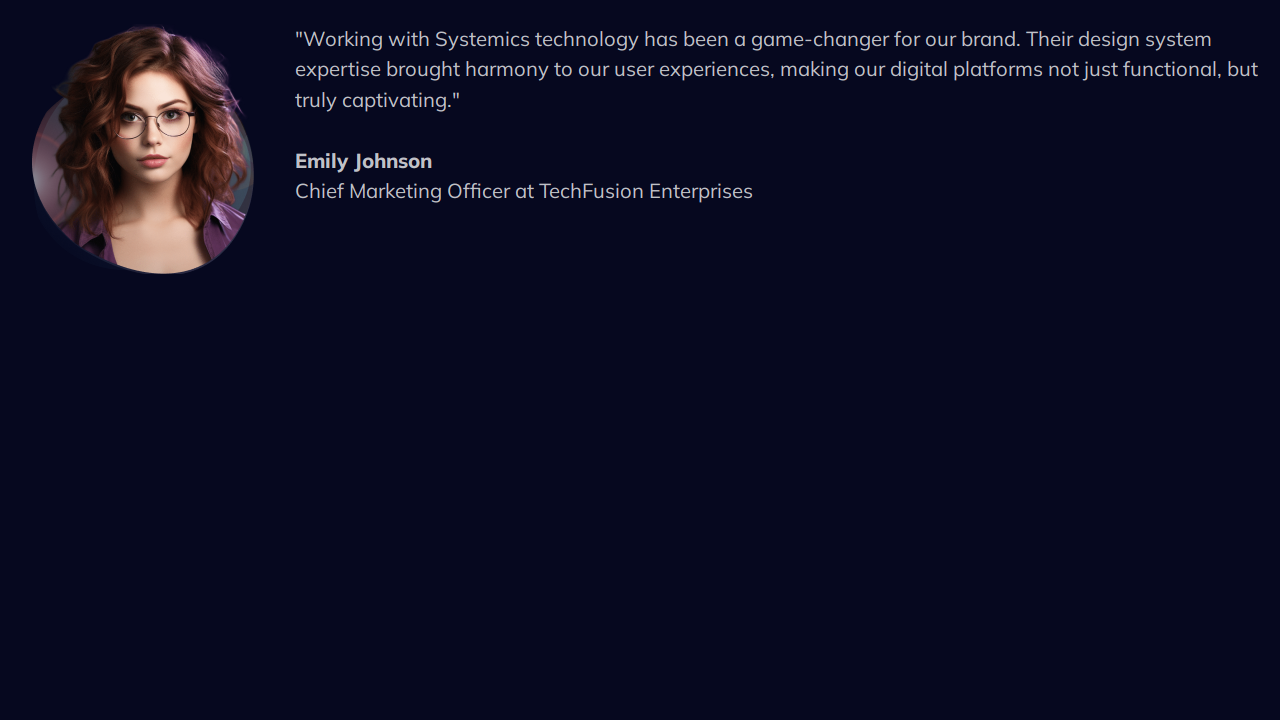 "Working with Systemics technology has been a game-changer for our brand. Their design system
expertise brought harmony to our user experiences, making our digital platforms not just functional, but
truly captivating."
Emily Johnson
Chief Marketing Officer at TechFusion Enterprises